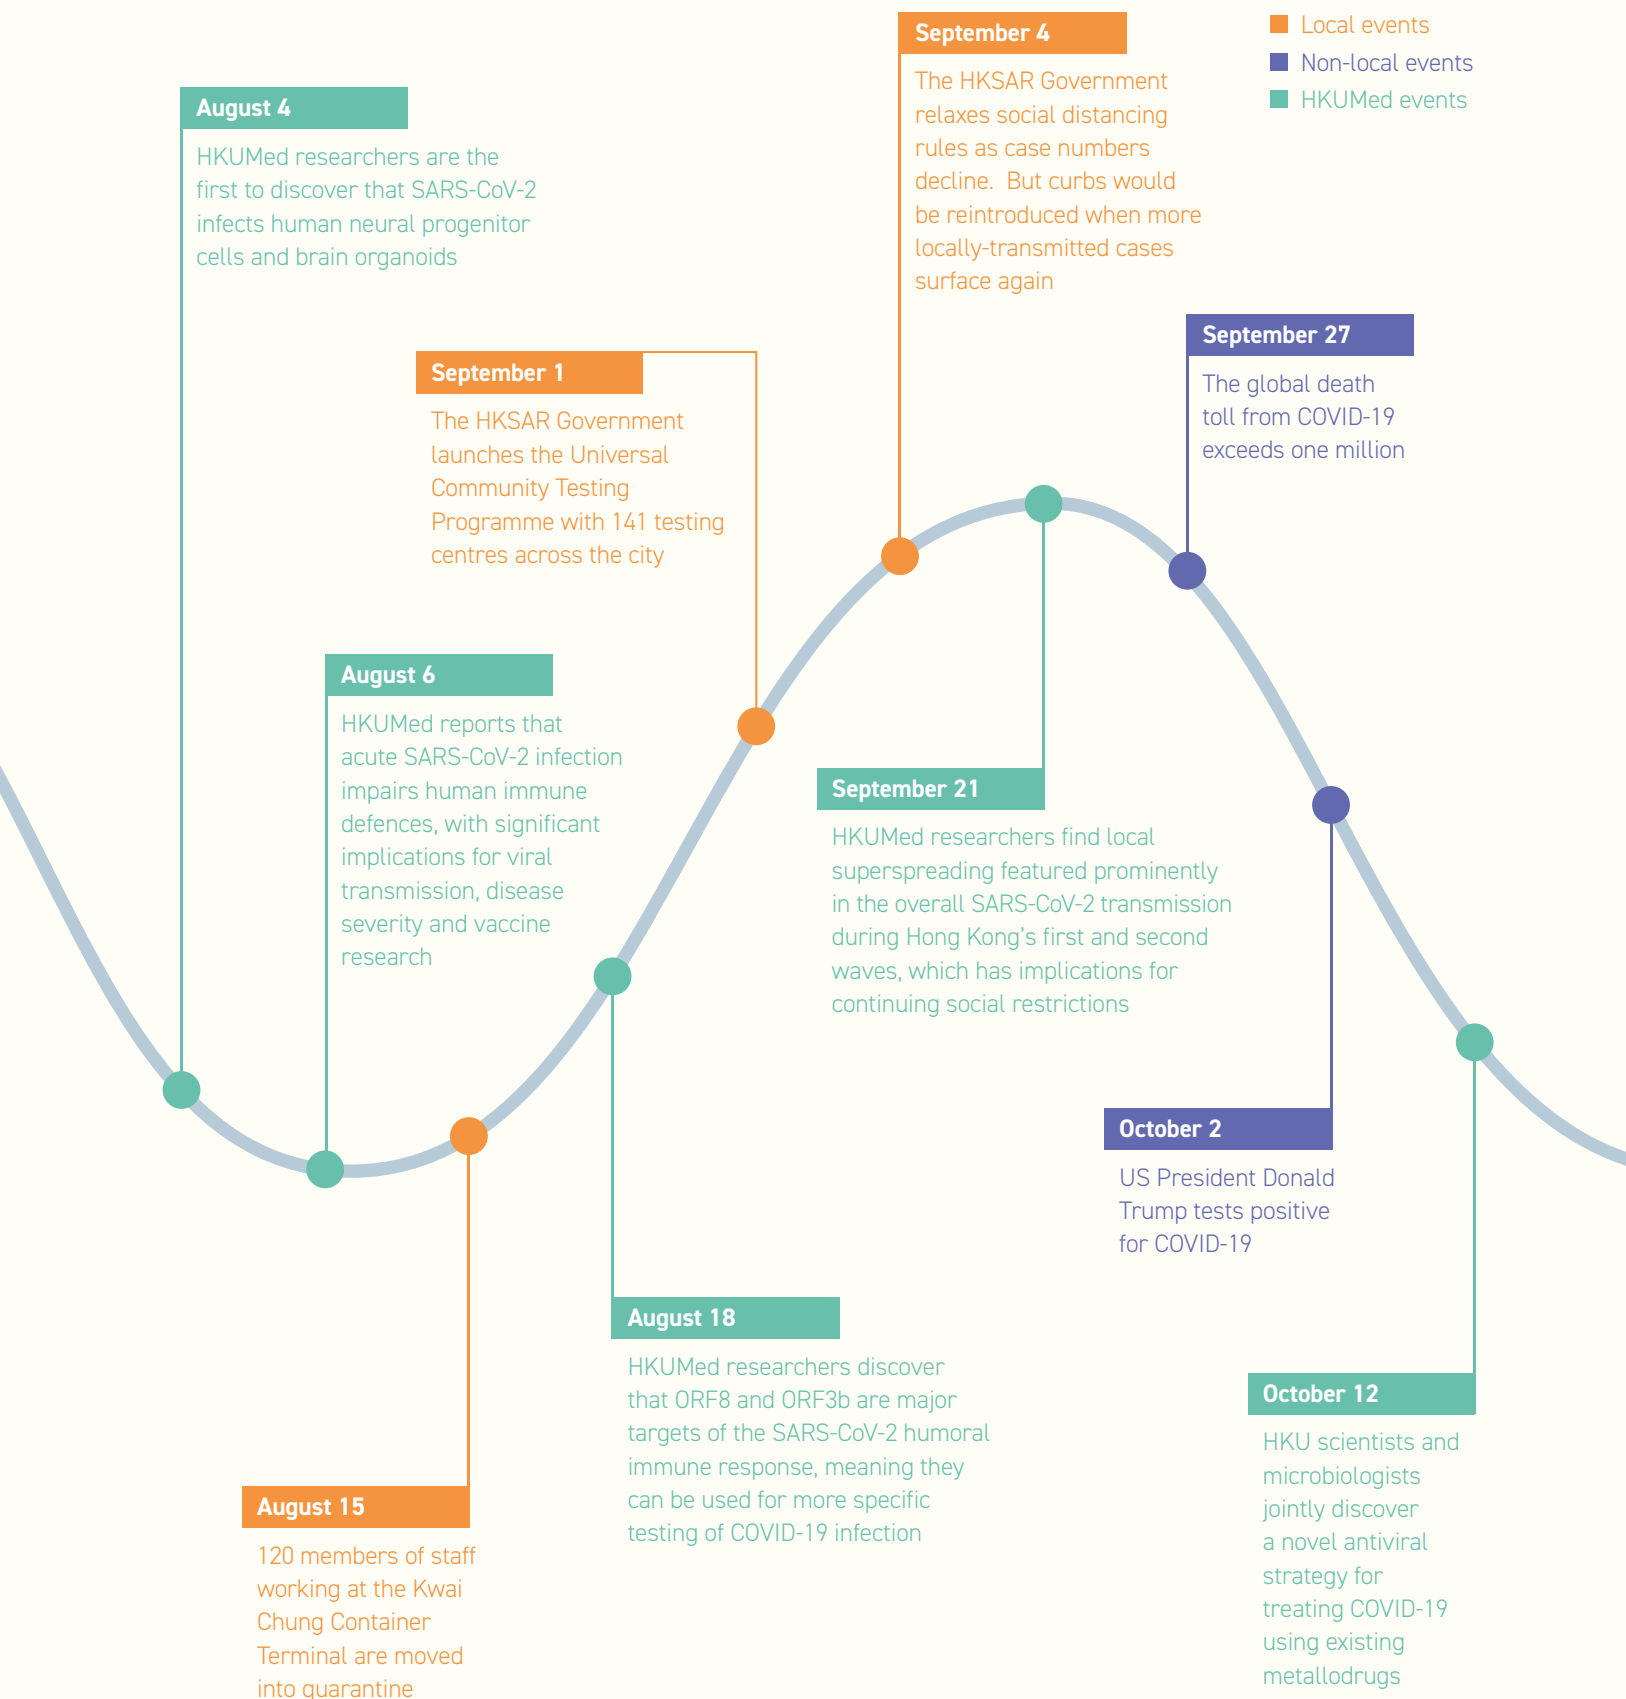 Local events
Non-local events
HKUMed events
August 4
HKUMed researchers are the
first to discover that SARS-CoV-2
infects human neural progenitor
cells and brain organoids
August 6
HKUMed reports that
acute SARS-CoV-2 infection
impairs human immune
defences, with significant
implications for viral
transmission, disease
severity and vaccine
research
August 15
120 members of staff
working at the Kwai
Chung Container
Terminal are moved
into quarantine
August 18
HKUMed researchers discover
that ORF8 and ORF3b are major
targets of the SARS-CoV-2 humoral
immune response, meaning they
can be used for more specific
testing of COVID-19 infection
September 1
The HKSAR Government
launches the Universal
Community Testing
Programme with 141 testing
centres across the city
September 4
The HKSAR Government
relaxes social distancing
rules as case numbers
decline.  But curbs would
be reintroduced when more
locally-transmitted cases
surface again
September 21
HKUMed researchers find local
superspreading featured prominently
in the overall SARS-CoV-2 transmission
during Hong Kong's first and second
waves, which has implications for
continuing social restrictions
September 27
The global death
toll from COVID-19
exceeds one million
October 2
US President Donald
Trump tests positive
for COVID-19
October 12
HKU scientists and
microbiologists
jointly discover
a novel antiviral
strategy for
treating COVID-19
using existing
metallodrugs